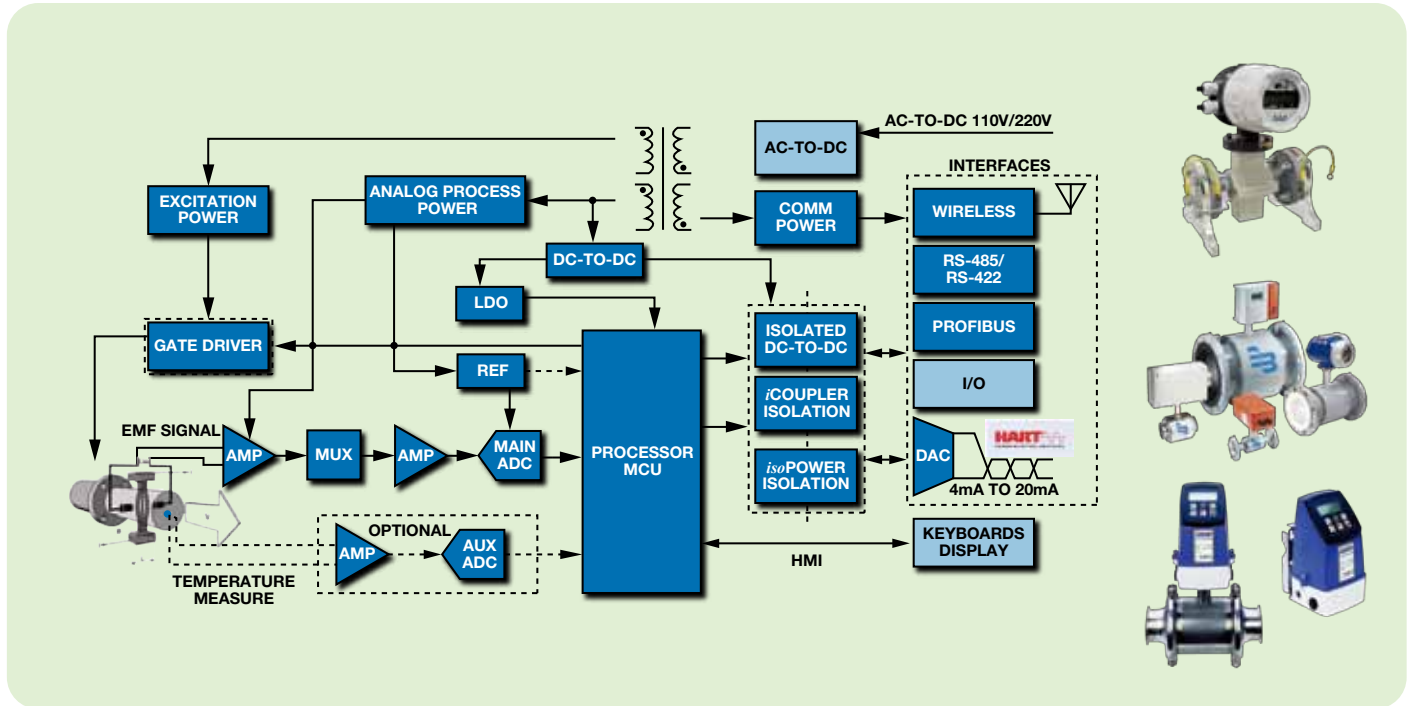 AC-TO-DC 110V/220V
AC-TO-DC
INTERFACES
EXCITATION
POWER
ANALOG PROCESS
POWER
COMM
POWER
WIRELESS
DC-TO-DC
RS-485/
RS-422
LDO
GATE DRIVER
ISOLATED
DC-TO-DC
PROFIBUS
REF
I/O
iCOUPLER
ISOLATION
EMF SIGNAL
AMP
MUX
AMP
MAIN
ADC
PROCESSOR
MCU
HART
DAC
isoPOWER
ISOLATION
4mA TO 20mA
OPTIONAL
AMP
AUX
ADC
KEYBOARDS
DISPLAY
HMI
TEMPERATURE
MEASURE